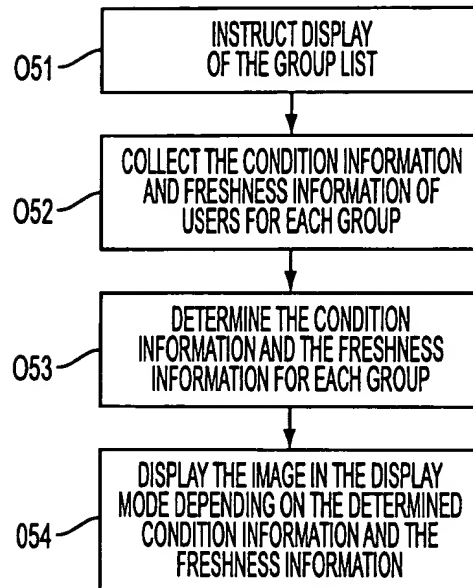 O51
INSTRUCT DISPLAY
OF THE GROUP LIST
O52
COLLECT THE CONDITION INFORMATION
AND FRESHNESS INFORMATION OF
USERS FOR EACH GROUP
O53
DETERMINE THE CONDITION
INFORMATION AND THE FRESHNESS
INFORMATION FOR EACH GROUP
O54
DISPLAY THE IMAGE IN THE DISPLAY
MODE DEPENDING ON THE DETERMINED
CONDITION INFORMATION AND THE
FRESHNESS INFORMATION